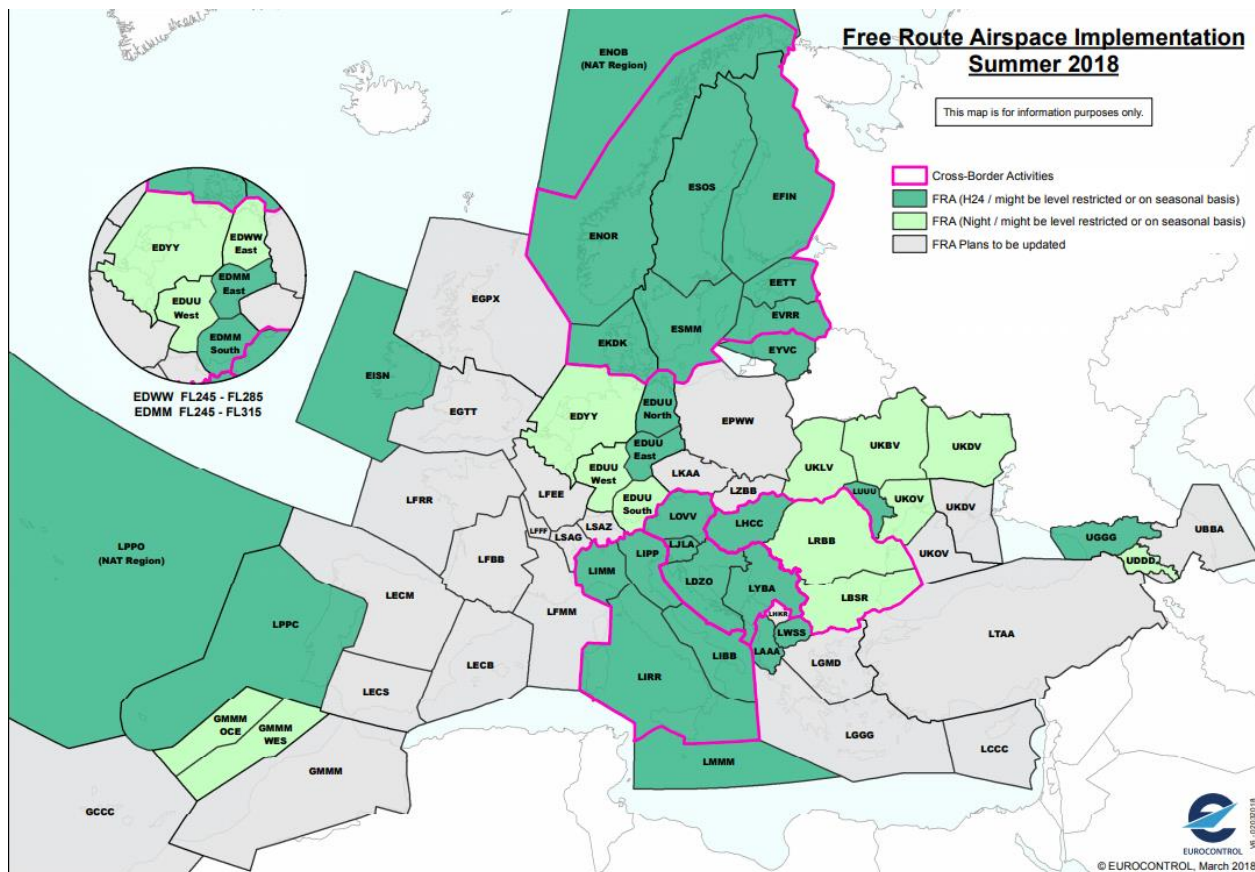 Free Route Airspace Implementation
Summer 2018
This map is for information purposes only.
Cross-Border Activities
FRA (H24 / might be level restricted or on seasonal basis)
FRA (Night / might be level restricted or on seasonal basis)
FRA Plans to be updated
ENOB
(NAT Region)
ESOS
EFIN
ENOR
EETT
EVRR
EYVC
ESMM
EKDK
EGPX
EISN
EGTT
EDYY
EDWW
East
EDMM
East
EDUU
West
EDMM
South
EDWW FL245 - FL285
EDMM FL245 - FL315
EDYY
EDUU
North
EDUU
East
EDUU
West
EDUU
South
EPWW
LKAA
LZBB
UKLV
UKBV
UKDV
UKOV
LUUU
UKDV
UKOV
LFRR
LFEE
LFFF
LSAZ
LSAG
LFBB
LFMM
LOVV
LHCC
LJLA
LIPP
LIMM
LDZO
LYBA
LRBB
LBSR
LHKR
LWSS
LAAA
LIBB
LIRR
LGMD
LGGG
LTAA
LCCC
LMMM
UGGG
UDDD
UBBA
LPPO
(NAT Region)
LPPC
LECM
LECB
LECS
GMMM
OCE
GMMM
WES
GMMM
GCCC
EUROCONTROL
V6 - 02032018
© EUROCONTROL, March 2018